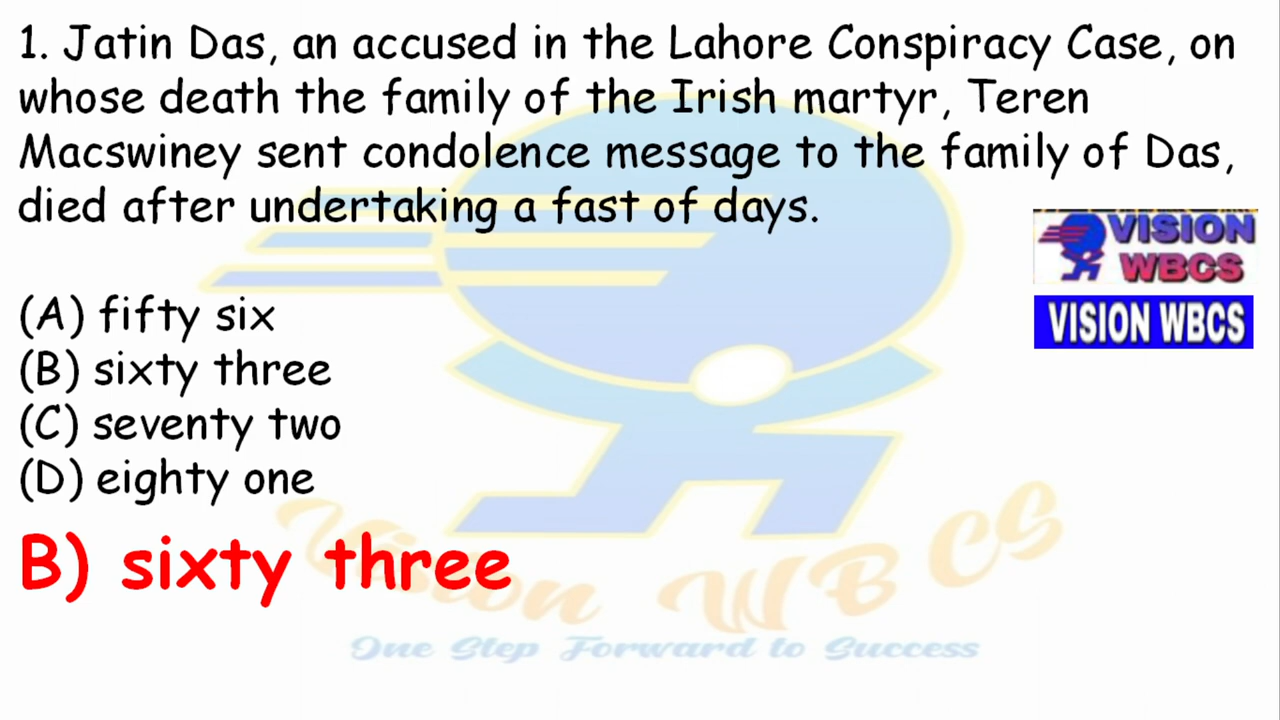 1. Jatin Das, an accused in the Lahore Conspiracy Case, on
whose death the family of the Irish martyr, Teren
Macswiney sent condolence message to the family of Das,
died after undertaking a fast of days.
VISION
WBCS
VISION WBCS
(A) fifty six
(B) sixty three
(C) seventy two
(D) eighty one
B) sixty three
Vision WBCS
One Step Forward to Success